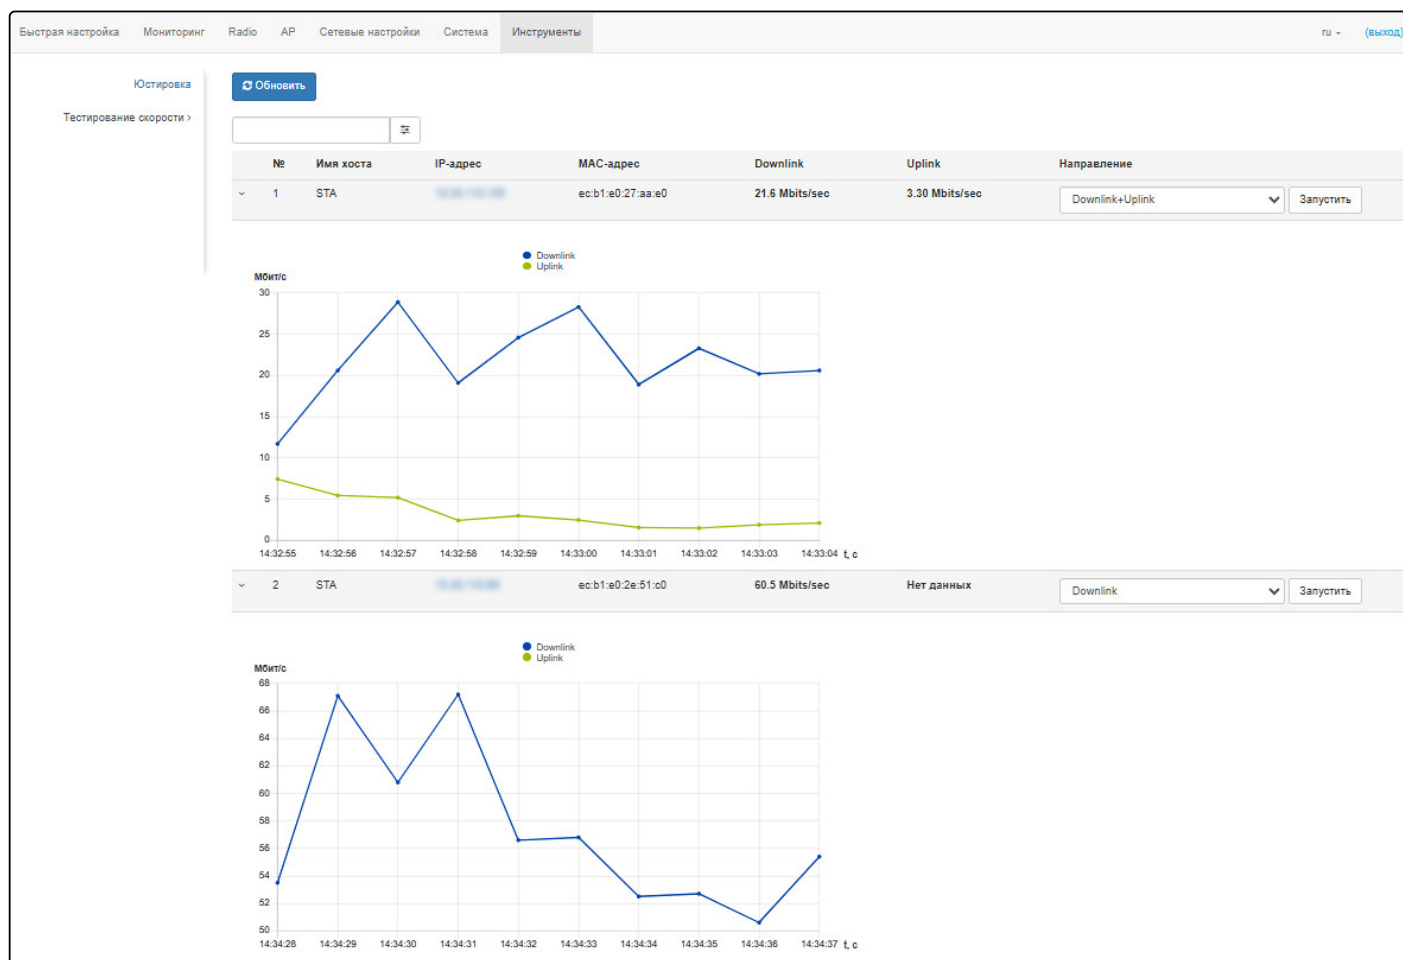 Быстрая настройка Мониторинг Radio AP Сетевые настройки Система Инструменты ru (выход)
Юстировка
Тестирование скорости ›
Обновить
№ Имя хоста IP-адрес MAC-адрес Downlink Uplink Направление
1 STA ec:b1:e0:27:aa:e0 21.6 Mbits/sec 3.30 Mbits/sec Downlink+Uplink Запустить
Downlink
Uplink
Мбит/с
30
25
20
15
10
5
0
14:32:55 14:32:56 14:32:57 14:32:58 14:32:59 14:33:00 14:33:01 14:33:02 14:33:03 14:33:04 t, c
2 STA ec:b1:e0:2e:51:c0 60.5 Mbits/sec Нет данных Downlink Запустить
Downlink
Uplink
Мбит/с
68
66
64
62
60
58
56
54
52
50
14:34:28 14:34:29 14:34:30 14:34:31 14:34:32 14:34:33 14:34:34 14:34:35 14:34:36 14:34:37 t, c